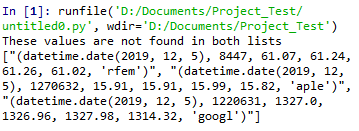 In [1]: runfile('D:/Documents/Project_Test/
untitled0.py', wdir='D:/Documents/Project_Test')
These values are not found in both lists
["(datetime.date(2019, 12, 5), 8447, 61.07, 61.24,
61.26, 61.02, 'rfem')", "(datetime.date(2019, 12,
5), 1270632, 15.91, 15.91, 15.99, 15.82, 'aple')",
"(datetime.date(2019, 12, 5), 1220631, 1327.0,
1326.96, 1327.98, 1314.32, 'googl')"]